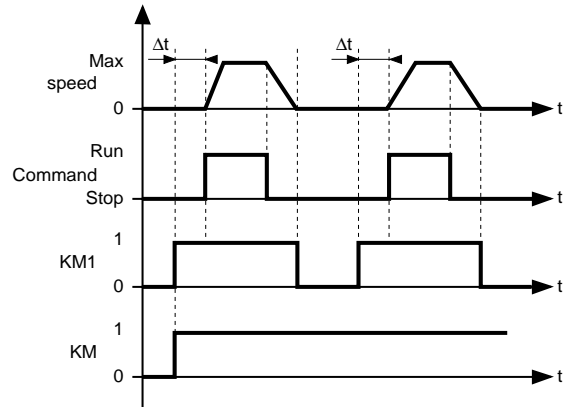 Δt Δt
Max
speed
0 t
Run
Command
Stop t
1
KM1
0 t
1
KM
0 t